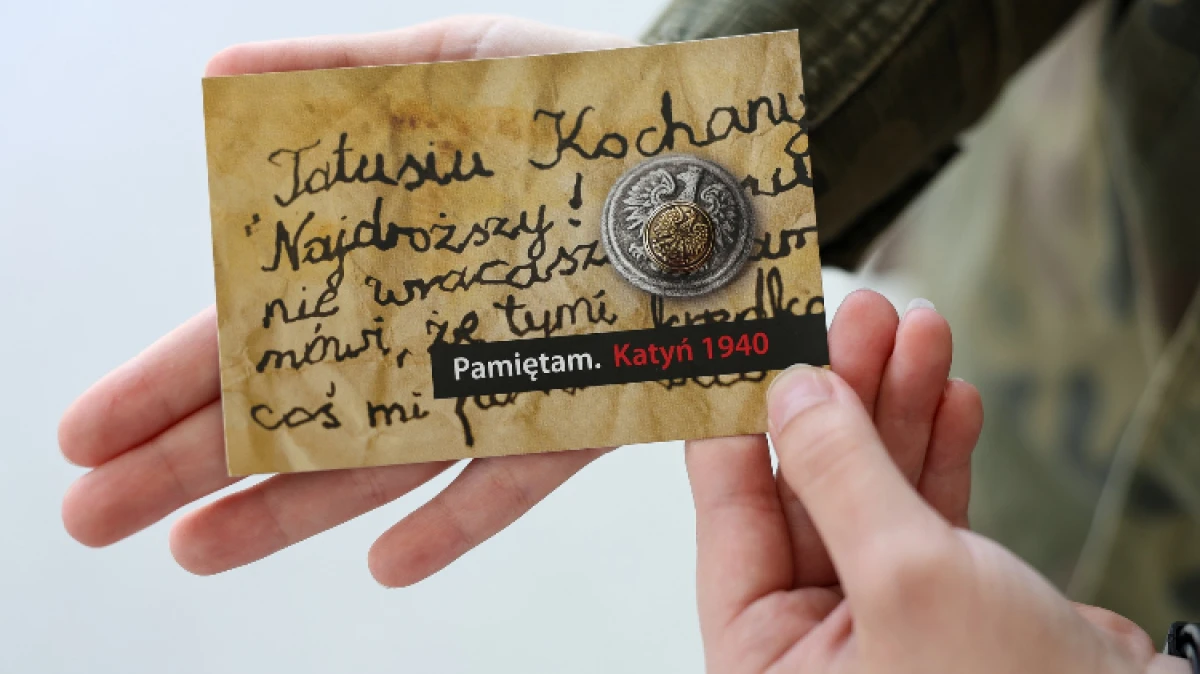 Tatusiu Kochany
Najdroższy!
nie wracasz
mówi, że tymi
coś mi
Pamiętam. Katyń 1940